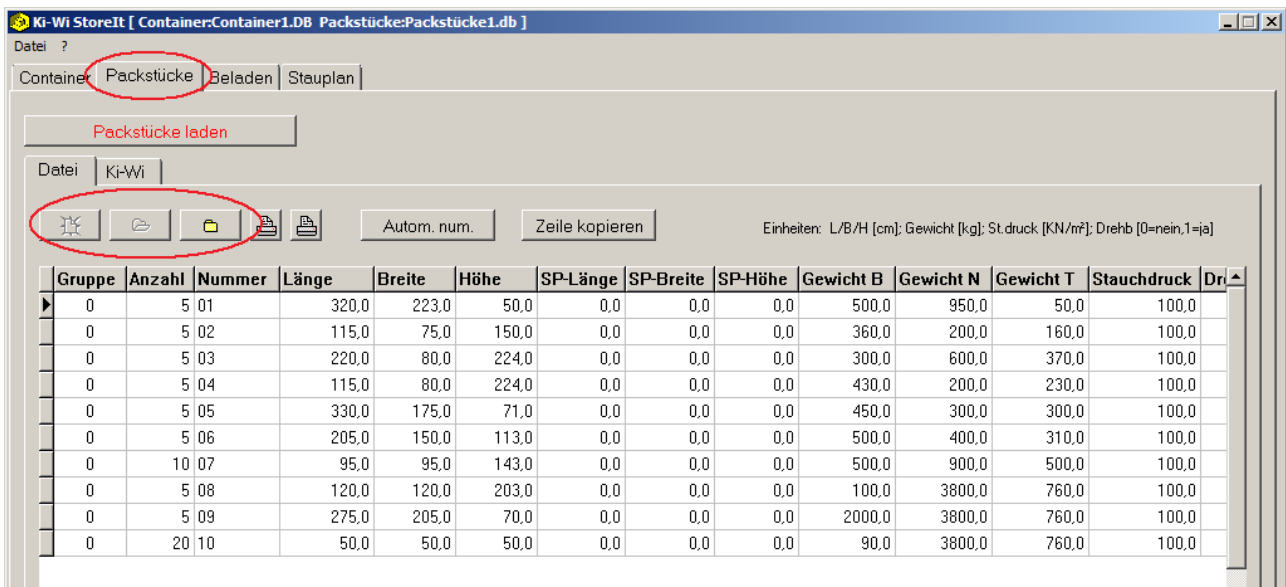 Ki-Wi StoreIt [ Container:Container1.DB Packstücke:Packstücke1.db ]
Datei ?
Container Packstücke Beladen Stauplan
Packstücke laden
Datei Ki-Wi
Autom. num. Zeile kopieren Einheiten: L/B/H [cm]; Gewicht [kg]; St.druck [KN/m²]; Drehb [0=nein,1=ja]
Gruppe Anzahl Nummer Länge Breite Höhe SP-Länge SP-Breite SP-Höhe Gewicht B Gewicht N Gewicht T Stauchdruck Dre
0 5 01 320,0 223,0 50,0 0,0 0,0 0,0 500,0 950,0 50,0 100,0
0 5 02 115,0 75,0 150,0 0,0 0,0 0,0 360,0 200,0 160,0 100,0
0 5 03 220,0 80,0 224,0 0,0 0,0 0,0 300,0 600,0 370,0 100,0
0 5 04 115,0 80,0 224,0 0,0 0,0 0,0 430,0 200,0 230,0 100,0
0 5 05 330,0 175,0 71,0 0,0 0,0 0,0 450,0 300,0 300,0 100,0
0 5 06 205,0 150,0 113,0 0,0 0,0 0,0 500,0 400,0 310,0 100,0
0 10 07 95,0 95,0 143,0 0,0 0,0 0,0 500,0 900,0 500,0 100,0
0 5 08 120,0 120,0 203,0 0,0 0,0 0,0 100,0 3800,0 760,0 100,0
0 5 09 275,0 205,0 70,0 0,0 0,0 0,0 2000,0 3800,0 760,0 100,0
0 20 10 50,0 50,0 50,0 0,0 0,0 0,0 90,0 3800,0 760,0 100,0